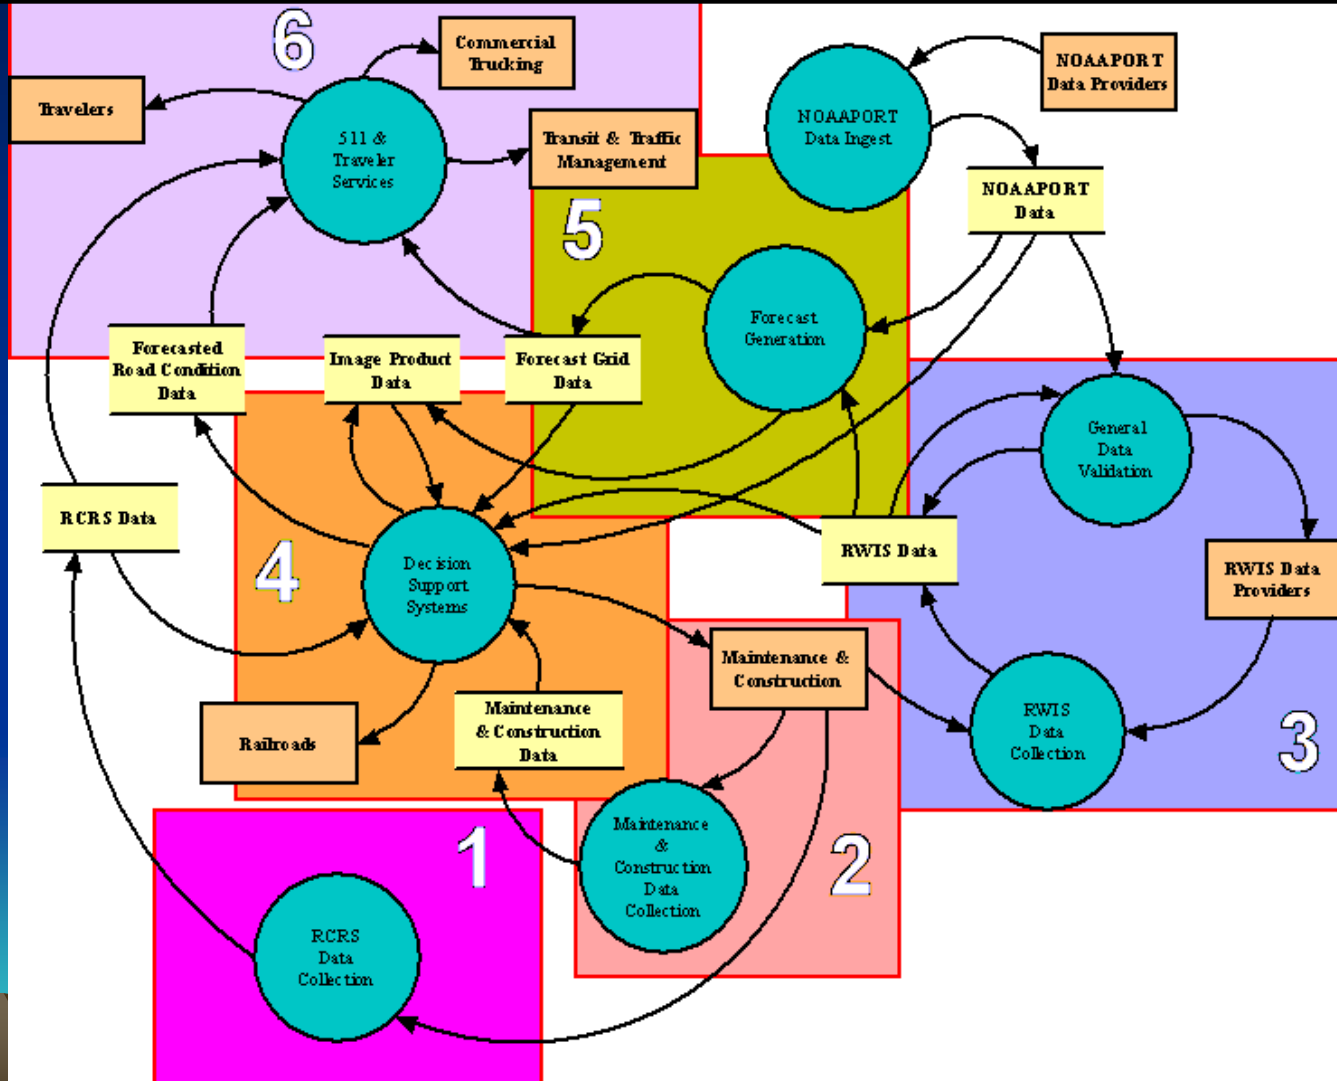 6
Commercial
Trucking
Travelers
511 &
Traveler
Services
Transit & Traffic
Management
NOAAPORT
Data Ingest
NOAAPORT
Data Providers
NOAAPORT
Data
5
Forecast
Generation
Forecasted
Road Condition
Data
Image Product
Data
Forecast Grid
Data
General
Data
Validation
RCRS Data
RWIS Data
RWIS Data
Providers
4
Decision
Support
Systems
Maintenance &
Construction
Railroads
Maintenance
& Construction
Data
RWIS
Data
Collection
3
1
Maintenance
&
Construction
Data
Collection
2
RCRS
Data
Collection